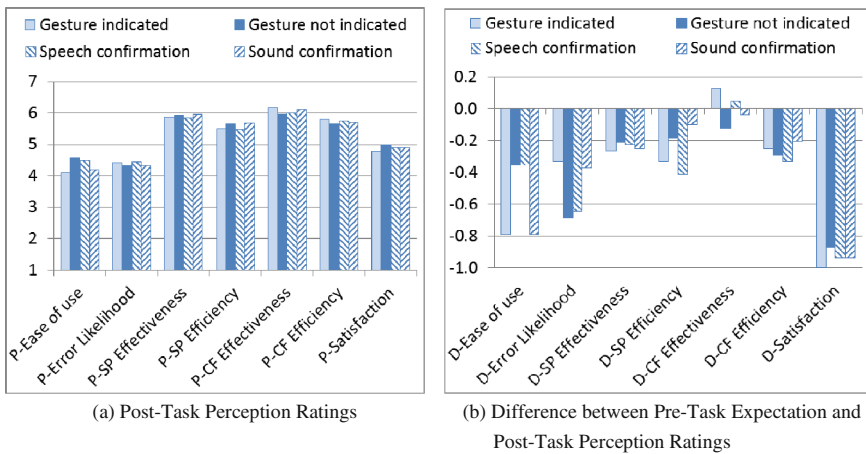 Gesture indicated
Gesture not indicated
Speech confirmation
Sound confirmation
7
6
5
4
3
2
1
P-Ease of use
P-Error Likelihood
P-SP Effectiveness
P-SP Efficiency
P-CF Effectiveness
P-CF Efficiency
P-Satisfaction
(a) Post-Task Perception Ratings
Gesture indicated
Gesture not indicated
Speech confirmation
Sound confirmation
0.2
0.0
-0.2
-0.4
-0.6
-0.8
-1.0
D-Ease of use
D-Error Likelihood
D-SP Effectiveness
D-SP Efficiency
D-CF Effectiveness
D-CF Efficiency
D-Satisfaction
(b) Difference between Pre-Task Expectation and
Post-Task Perception Ratings